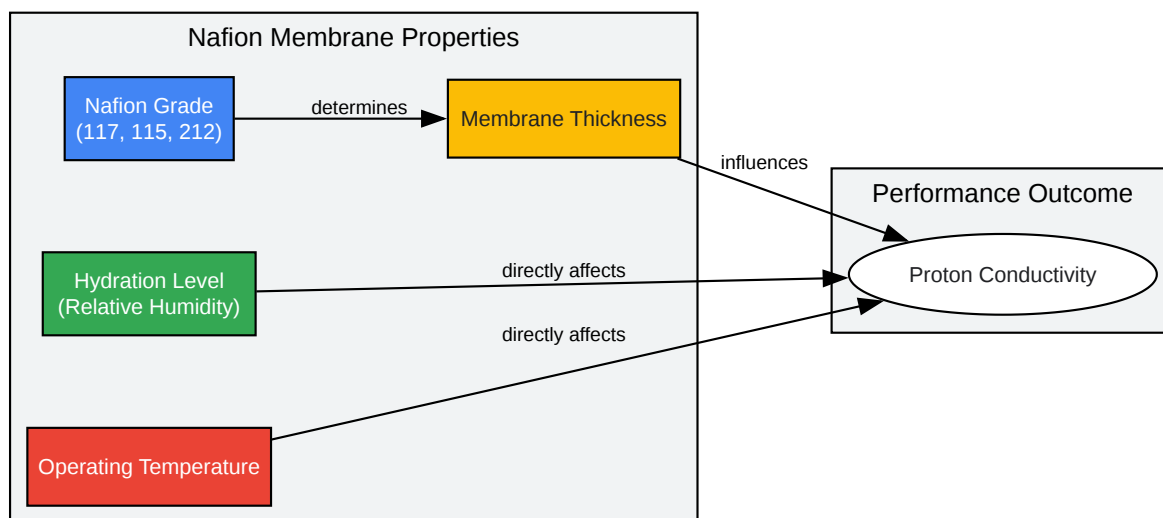 Nafion Membrane Properties
Nafion Grade
(117, 115, 212)
determines
Membrane Thickness
influences
Performance Outcome
Hydration Level
(Relative Humidity)
directly affects
Proton Conductivity
directly affects
Operating Temperature